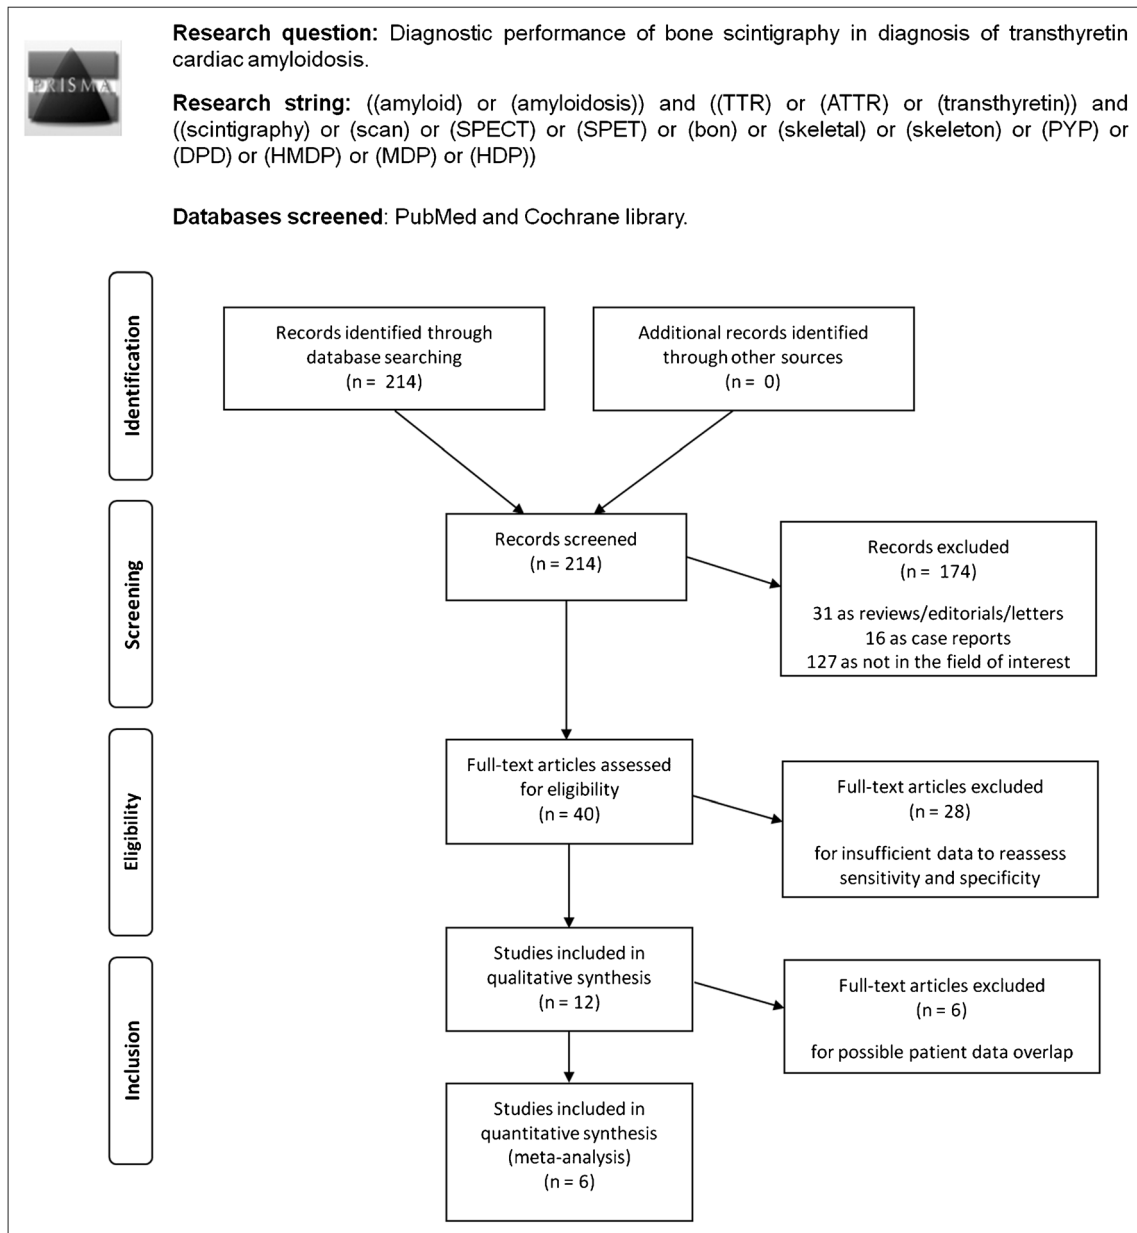 PRISMA
Research question: Diagnostic performance of bone scintigraphy in diagnosis of transthyretin
cardiac amyloidosis.
Research string: ((amyloid) or (amyloidosis)) and ((TTR) or (ATTR) or (transthyretin)) and
((scintigraphy) or (scan) or (SPECT) or (SPET) or (bon) or (skeletal) or (skeleton) or (PYP) or
(DPD) or (HMDP) or (MDP) or (HDP))
Databases screened: PubMed and Cochrane library.
Identification
Records identified through
database searching
(n = 214)
Additional records identified
through other sources
(n = 0)
Screening
Records screened
(n = 214)
Records excluded
(n = 174)
31 as reviews/editorials/letters
16 as case reports
127 as not in the field of interest
Eligibility
Full-text articles assessed
for eligibility
(n = 40)
Full-text articles excluded
(n = 28)
for insufficient data to reassess
sensitivity and specificity
Inclusion
Studies included in
qualitative synthesis
(n = 12)
Full-text articles excluded
(n = 6)
for possible patient data overlap
Studies included in
quantitative synthesis
(meta-analysis)
(n = 6)